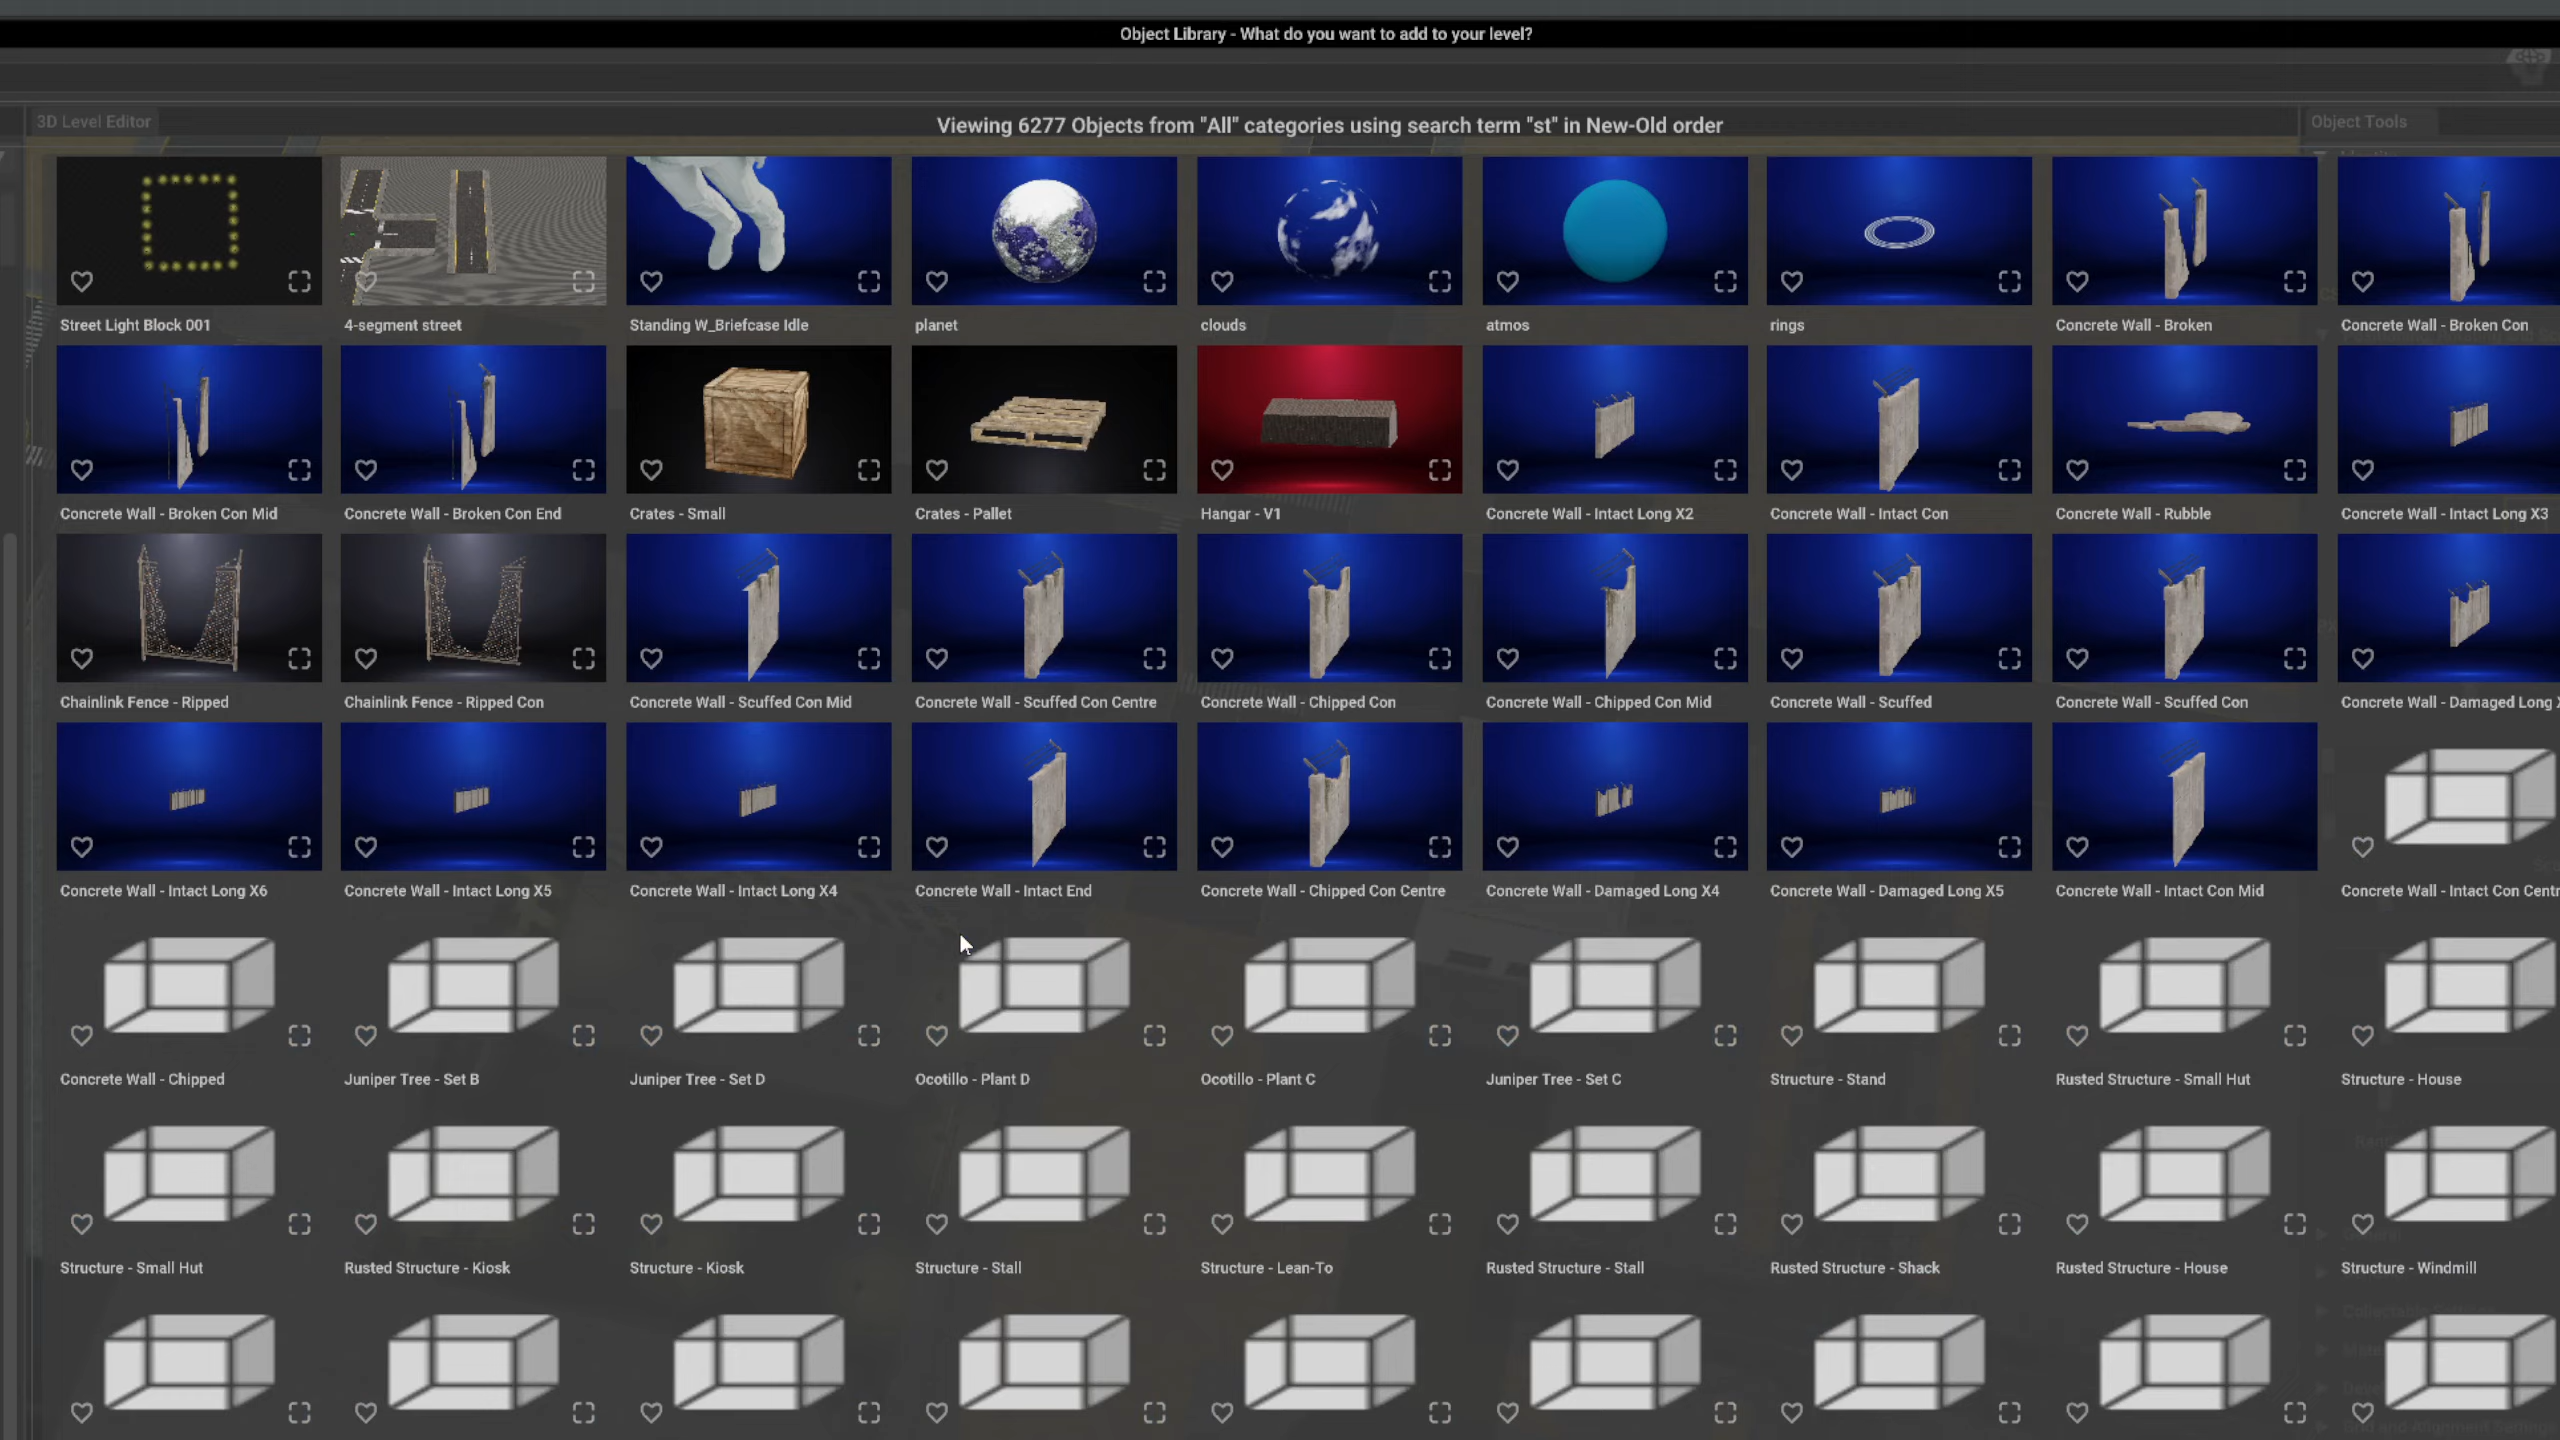 Object Library - What do you want to add to your level?
3D Level Editor
Viewing 6277 Objects from "All" categories using search term "st" in New-Old order
Object Tools
Street Light Block 001
4-segment street
Standing W_Briefcase Idle
planet
clouds
atmos
rings
Concrete Wall - Broken
Concrete Wall - Broken Con
Concrete Wall - Broken Con Mid
Concrete Wall - Broken Con End
Crates - Small
Crates - Pallet
Hangar - V1
Concrete Wall - Intact Long X2
Concrete Wall - Intact Con
Concrete Wall - Rubble
Concrete Wall - Intact Long X3
Chainlink Fence - Ripped
Chainlink Fence - Ripped Con
Concrete Wall - Scuffed Con Mid
Concrete Wall - Scuffed Con Centre
Concrete Wall - Chipped Con
Concrete Wall - Chipped Con Mid
Concrete Wall - Scuffed
Concrete Wall - Scuffed Con
Concrete Wall - Damaged Long
Concrete Wall - Intact Long X6
Concrete Wall - Intact Long X5
Concrete Wall - Intact Long X4
Concrete Wall - Intact End
Concrete Wall - Chipped Con Centre
Concrete Wall - Damaged Long X4
Concrete Wall - Damaged Long X5
Concrete Wall - Intact Con Mid
Concrete Wall - Intact Con Centr
Concrete Wall - Chipped
Juniper Tree - Set B
Juniper Tree - Set D
Ocotillo - Plant D
Ocotillo - Plant C
Juniper Tree - Set C
Structure - Stand
Rusted Structure - Small Hut
Structure - House
Structure - Small Hut
Rusted Structure - Kiosk
Structure - Kiosk
Structure - Stall
Structure - Lean-To
Rusted Structure - Stall
Rusted Structure - Shack
Rusted Structure - House
Structure - Windmill